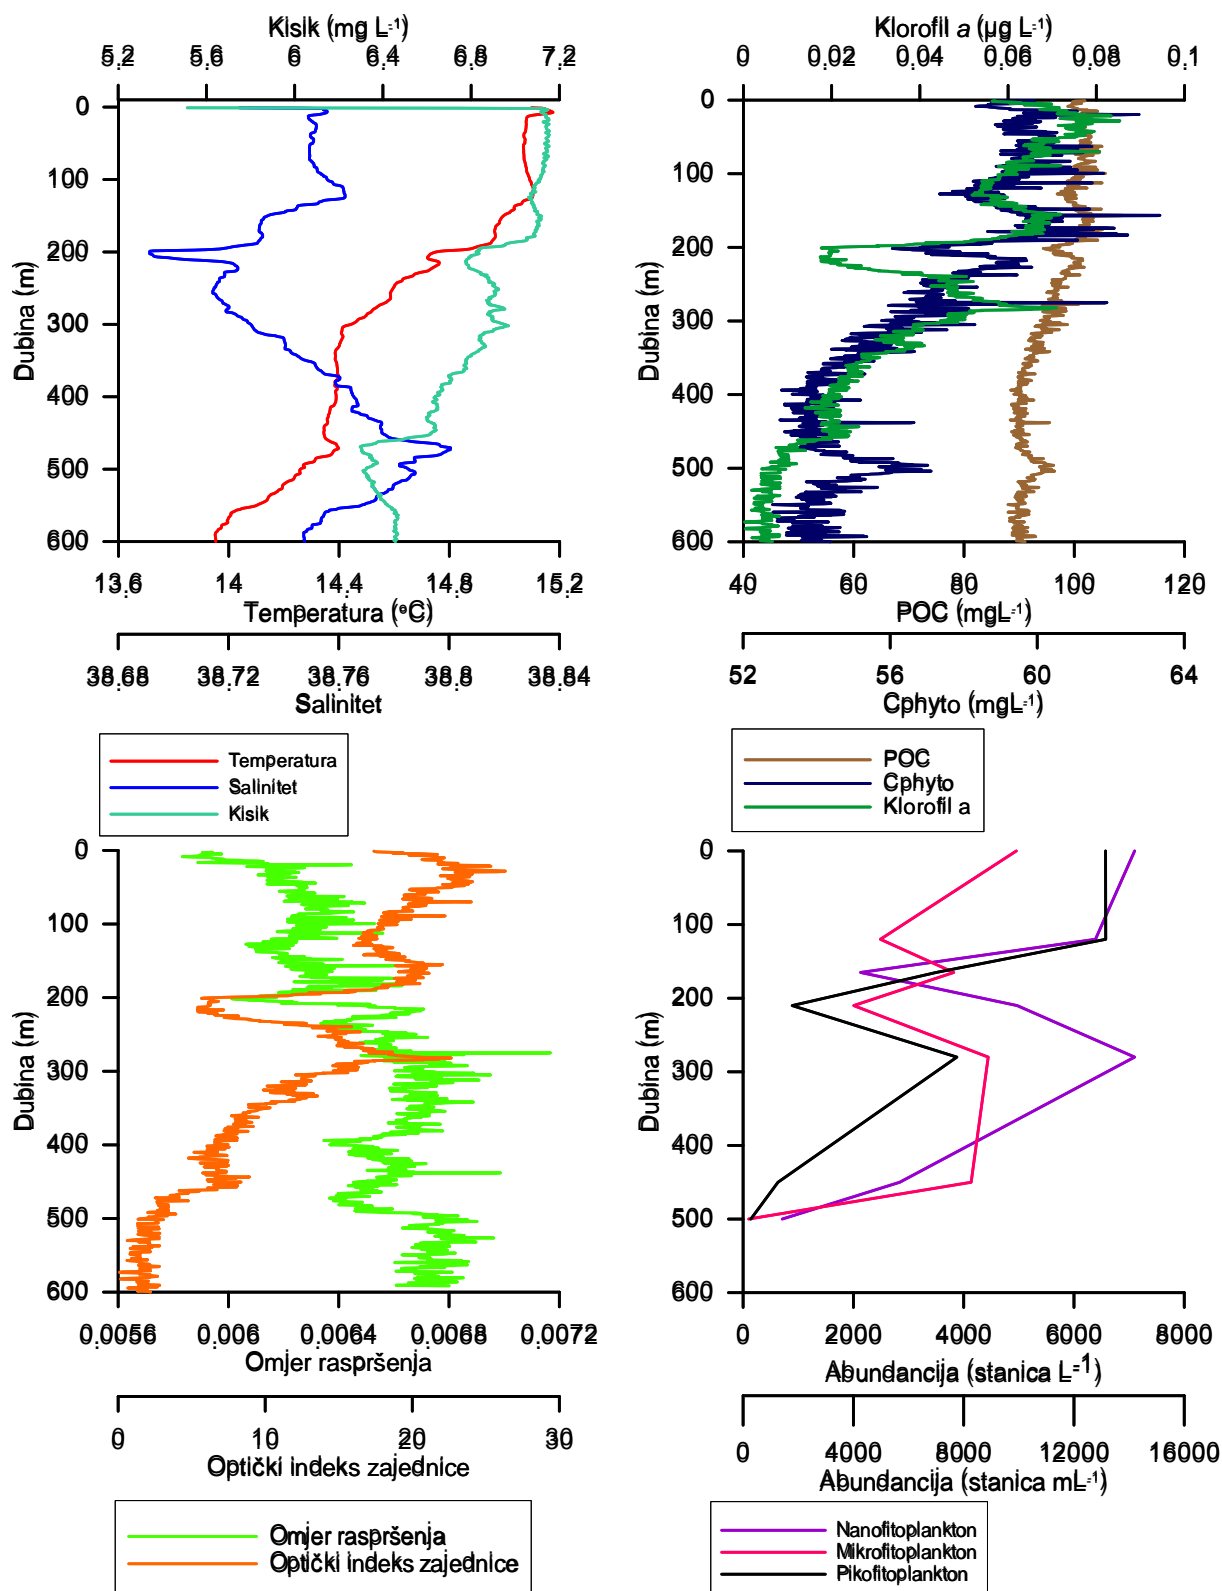 Kisik (mg L-1)
5.2 5.6 6 6.4 6.8 7.2
0
100
200
300
400
500
600
Dubina (m)
13.6 14 14.4 14.8 15.2
Temperatura (°C)
38.68 38.72 38.76 38.8 38.84
Salinitet
Temperatura
Salinitet
Kisik
Klorofil a (µg L-1)
0 0.02 0.04 0.06 0.08 0.1
0
100
200
300
400
500
600
Dubina (m)
40 60 80 100 120
POC (mgL-1)
52 56 60 64
Cphyto (mgL-1)
POC
Cphyto
Klorofil a
0
100
200
300
400
500
600
Dubina (m)
0.0056 0.006 0.0064 0.0068 0.0072
Omjer raspršenja
0 10 20 30
Optički indeks zajednice
Omjer raspršenja
Optički indeks zajednice
0
100
200
300
400
500
600
Dubina (m)
0 2000 4000 6000 8000
Abundancija (stanica L-1)
0 4000 8000 12000 16000
Abundancija (stanica mL-1)
Nanofitoplankton
Mikrofitoplankton
Pikofitoplankton